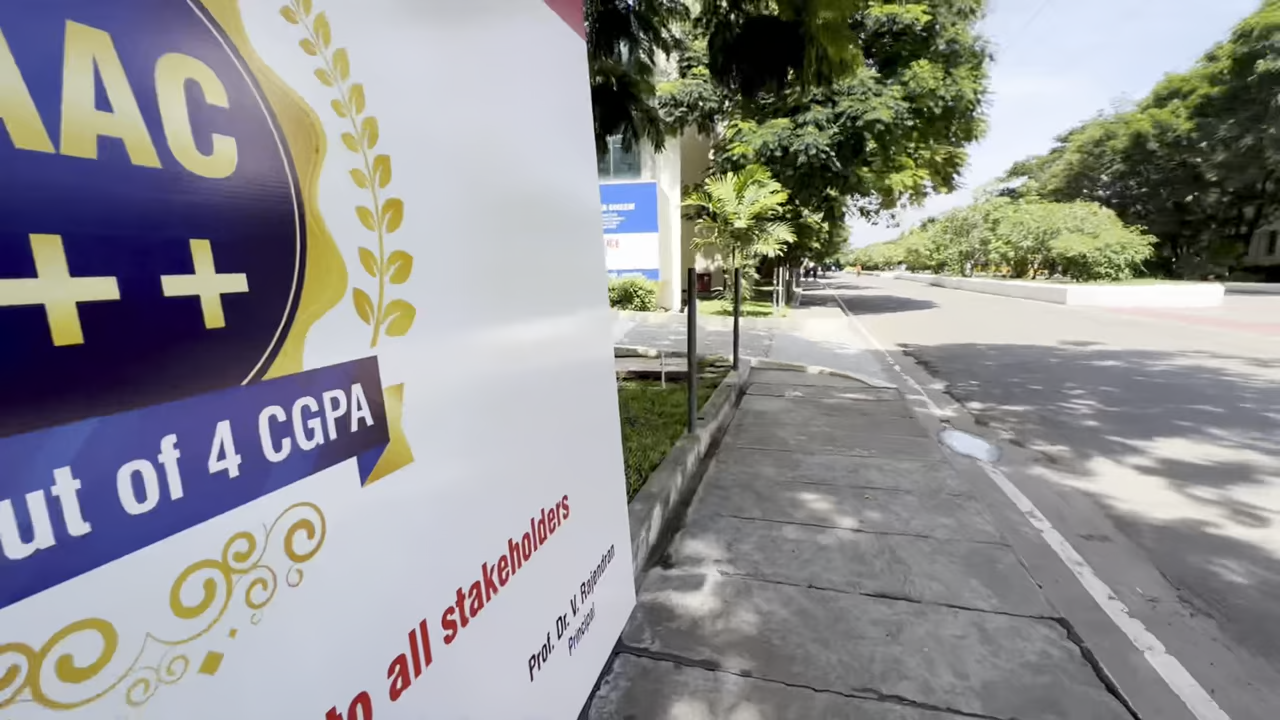 AAC
++
ut of 4 CGPA
to all stakeholders
Prof. Dr. V. Rajendran
Principal